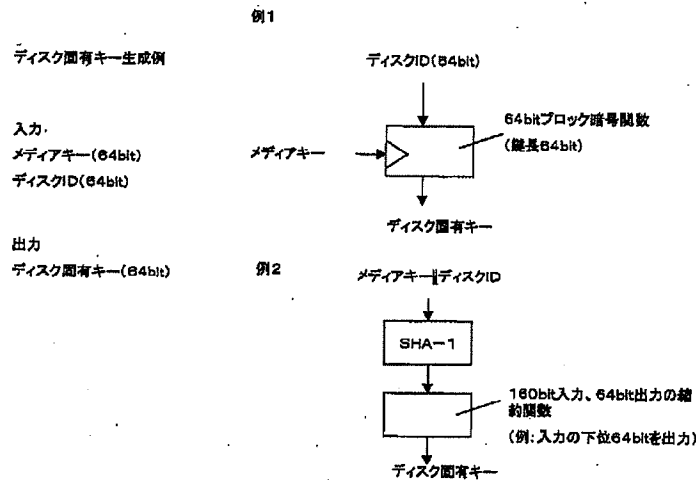 例1
ディスク固有キー生成例
ディスクID(64bit)
入力
メディアキー(64bit)
ディスクID(64bit)
メディアキー
64bitブロック暗号関数
(鍵長64bit)
ディスク固有キー
出力
ディスク固有キー(64bit)
例2
メディアキー||ディスクID
SHA-1
160bit入力、64bit出力の縮
約関数
(例:入力の下位64bitを出力)
ディスク固有キー